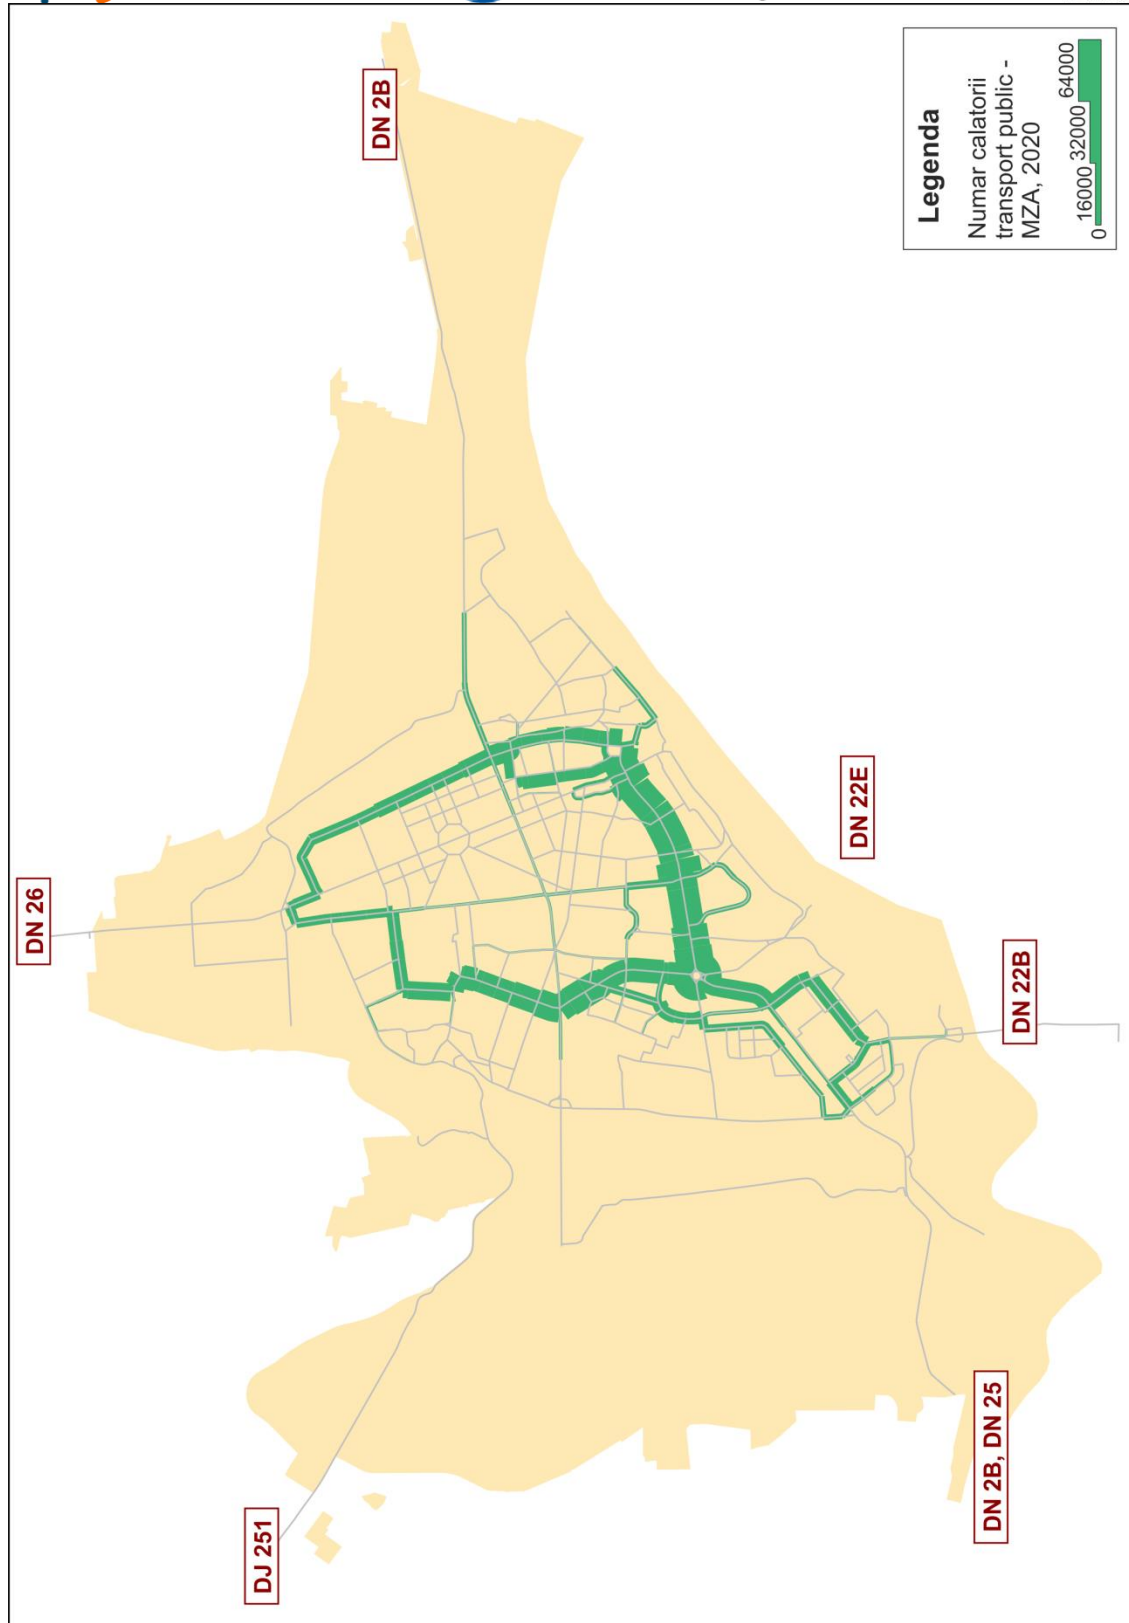 DN 2B
DN 26
DN 22E
DN 22B
DN 2B, DN 25
DJ 251
Legenda
Numar calatorii
transport public -
MZA, 2020
0 16000 32000 64000